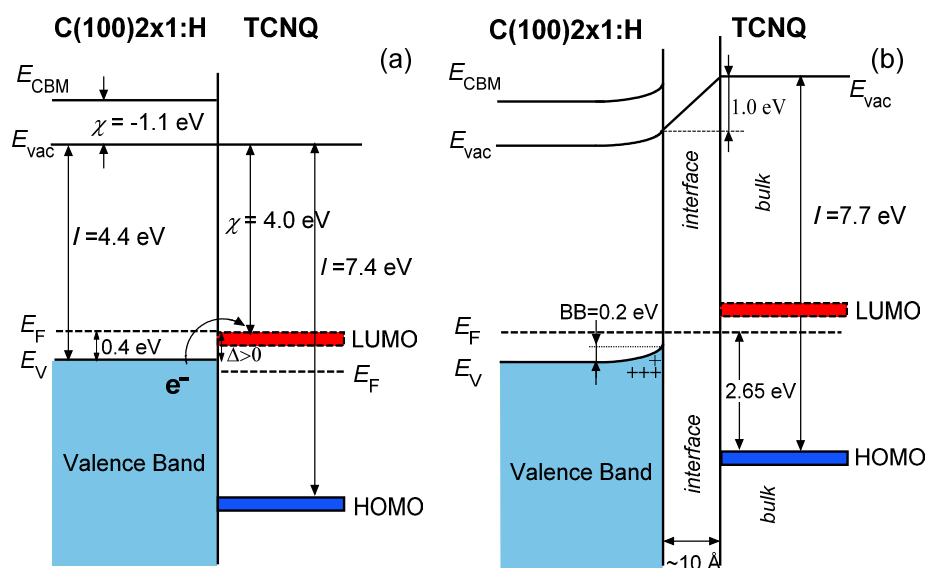 C(100)2x1:H TCNQ
(a)
E_CBM
χ = -1.1 eV
E_vac
χ = 4.0 eV
I =4.4 eV
I =7.4 eV
E_F
0.4 eV
LUMO
Δ>0
E_V
E_F
e⁻
Valence Band
HOMO
C(100)2x1:H TCNQ
(b)
E_CBM
E_vac
1.0 eV
E_vac
interface
bulk
I =7.7 eV
BB=0.2 eV
LUMO
E_F
E_V
+
+++
2.65 eV
Valence Band
HOMO
interface
bulk
~10 Å